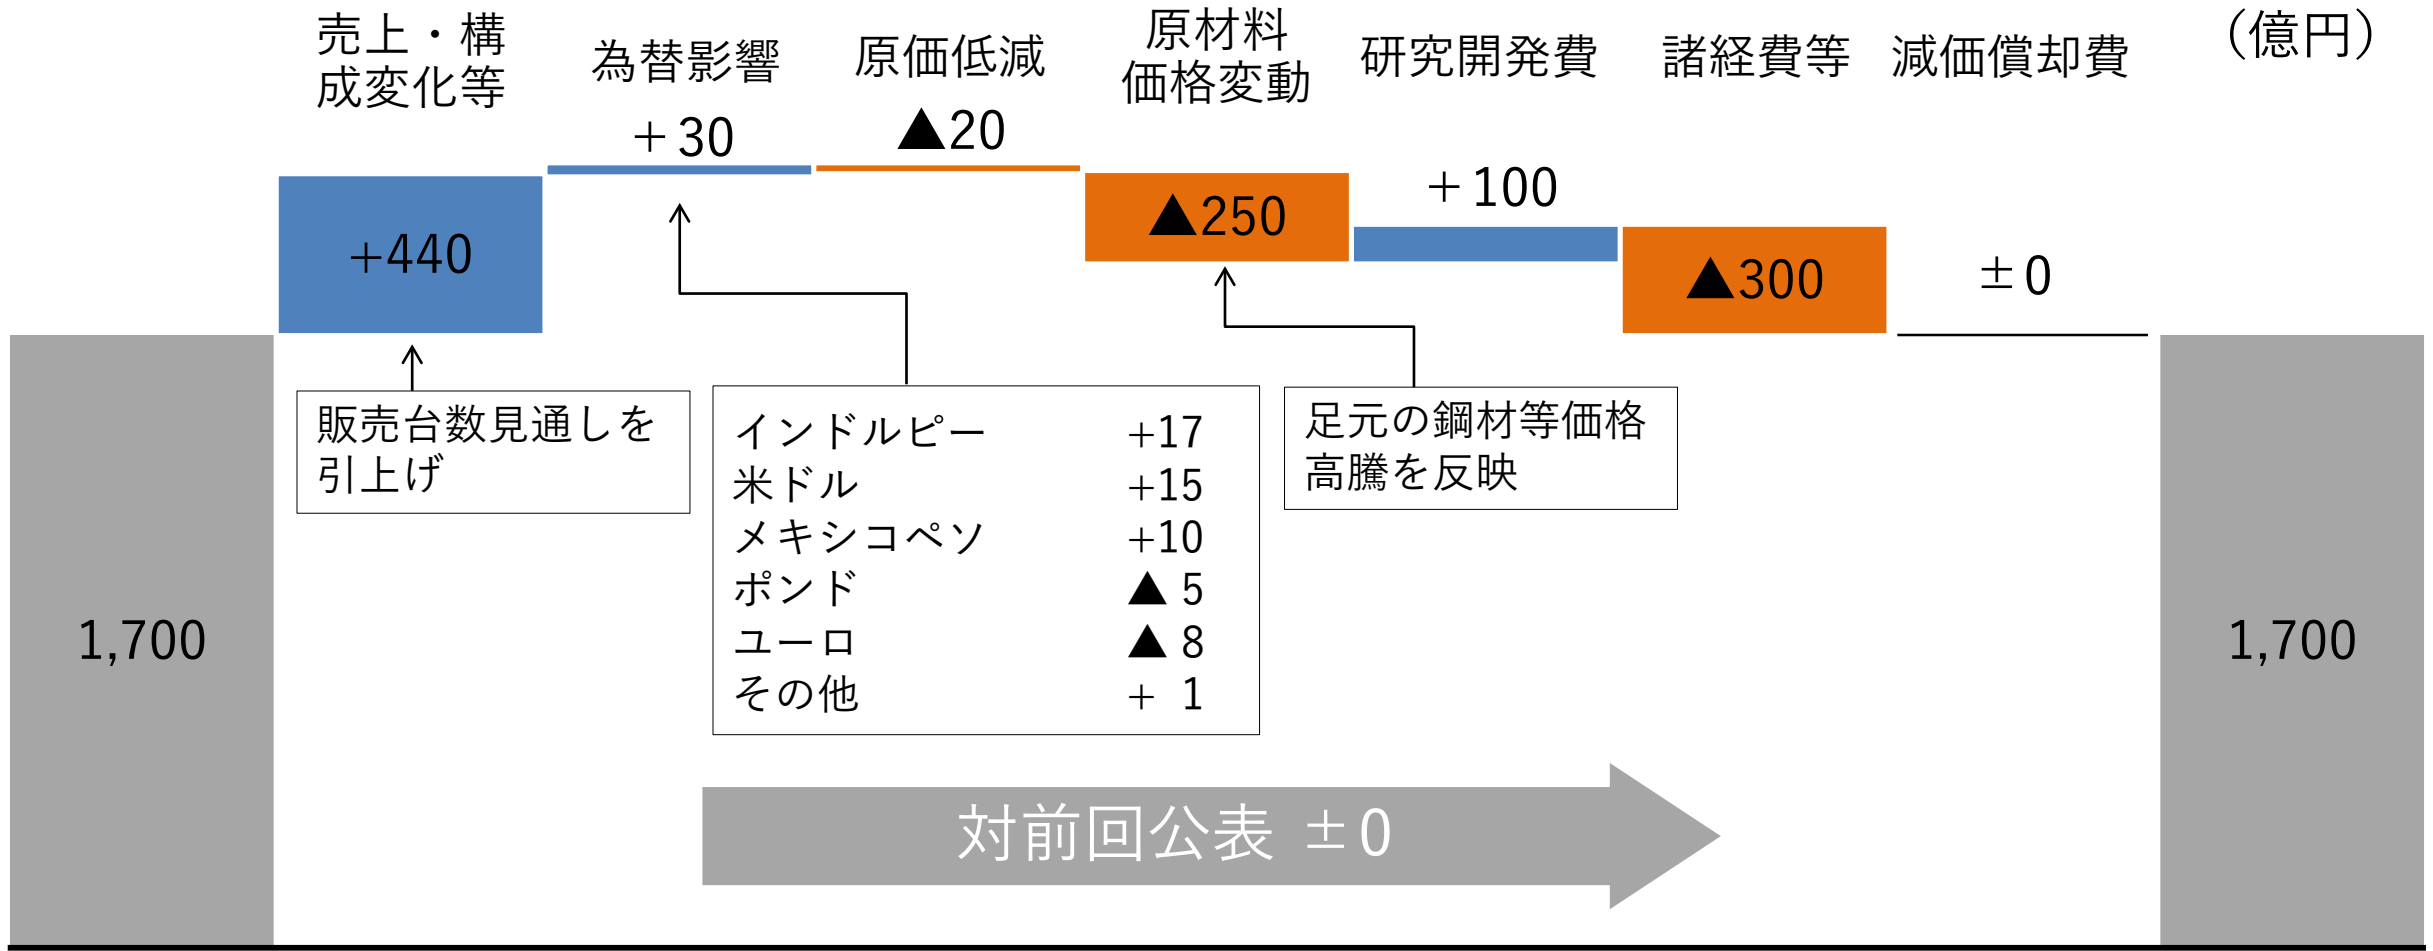 （億円）
売上・構
成変化等
為替影響
原価低減
原材料
価格変動
研究開発費
諸経費等
減価償却費
+440
＋30
▲20
▲250
＋100
▲300
±0
1,700
販売台数見通しを
引上げ
インドルピー +17
米ドル +15
メキシコペソ +10
ポンド ▲ 5
ユーロ ▲ 8
その他 + 1
足元の鋼材等価格
高騰を反映
1,700
対前回公表 ±0